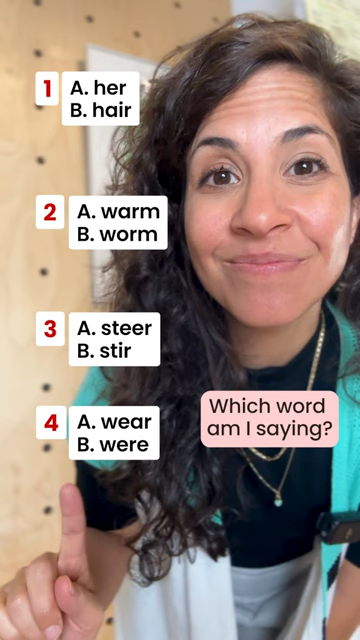 1
A. her
B. hair
2
A. warm
B. worm
3
A. steer
B. stir
4
A. wear
B. were
Which word
am I saying?